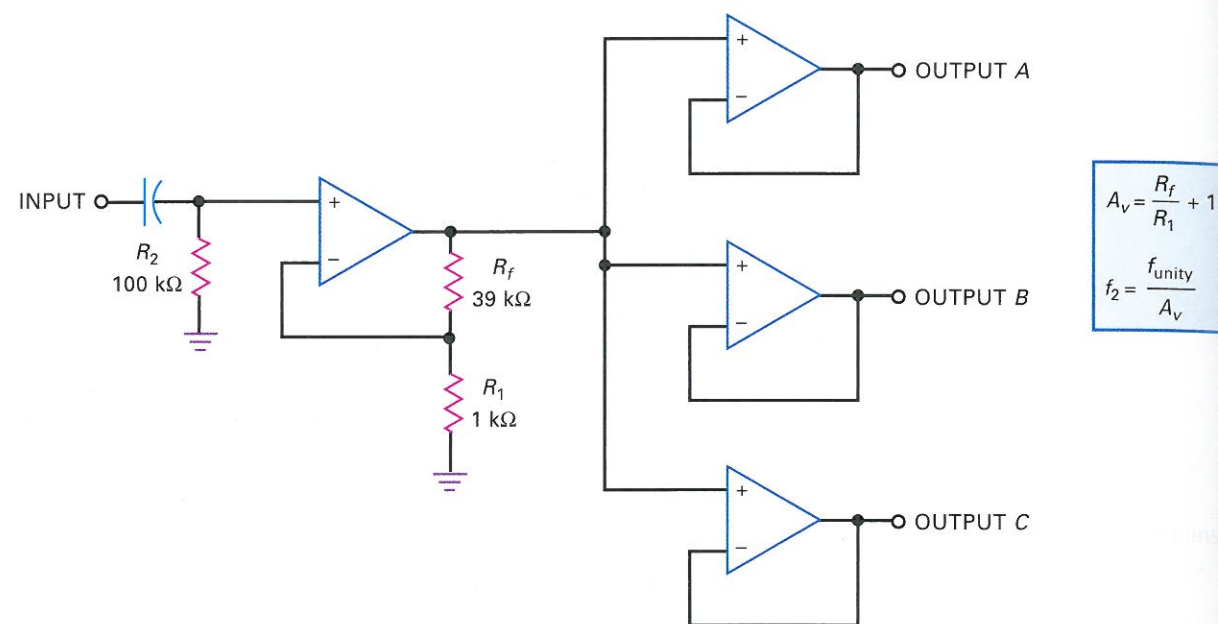 OUTPUT A
INPUT
R2
100 kΩ
Rf
39 kΩ
R1
1 kΩ
OUTPUT B
OUTPUT C
+
−
+
−
+
−
+
−
Av = Rf/R1 + 1
f2 = funity/Av